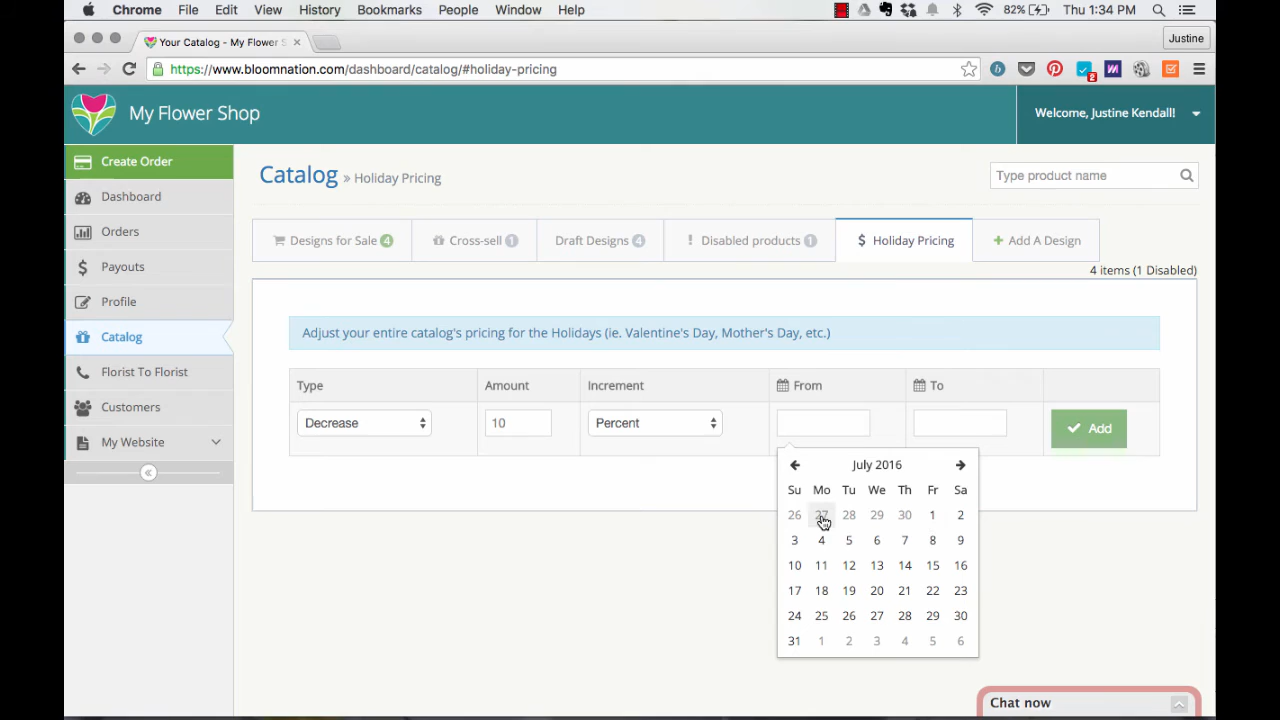 Chrome File Edit View History Bookmarks People Window Help 82% Thu 1:34 PM
Your Catalog - My Flower S Justine
https://www.bloomnation.com/dashboard/catalog/#holiday-pricing 2
My Flower Shop Welcome, Justine Kendall!
Create Order
Dashboard
Orders
Payouts
Profile
Catalog
Florist To Florist
Customers
My Website
Catalog » Holiday Pricing Type product name
Designs for Sale 4 Cross-sell 1 Draft Designs 4 ! Disabled products 1 $ Holiday Pricing + Add A Design
4 items (1 Disabled)
Adjust your entire catalog's pricing for the Holidays (ie. Valentine's Day, Mother's Day, etc.)
Type Amount Increment From To
Decrease 10 Percent Add
July 2016
Su Mo Tu We Th Fr Sa
26 27 28 29 30 1 2
3 4 5 6 7 8 9
10 11 12 13 14 15 16
17 18 19 20 21 22 23
24 25 26 27 28 29 30
31 1 2 3 4 5 6
Chat now